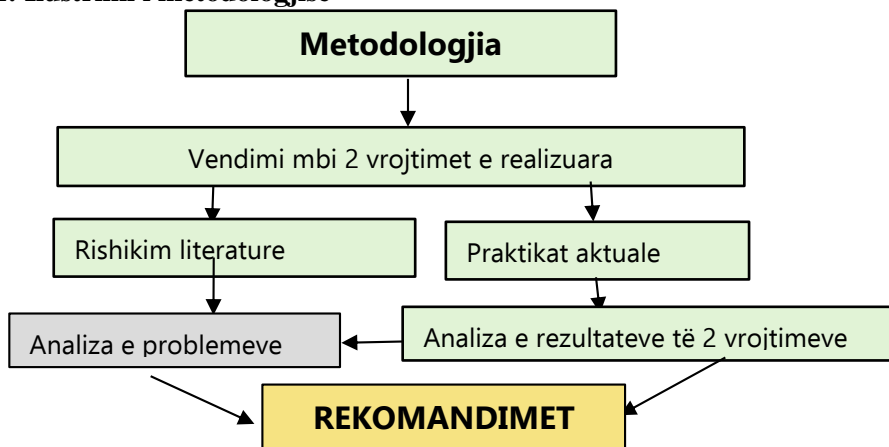 Metodologjia
Vendimi mbi 2 vrojtimet e realizuara
Rishikim literature
Praktikat aktuale
Analiza e problemeve
Analiza e rezultateve të 2 vrojtimeve
REKOMANDIMET